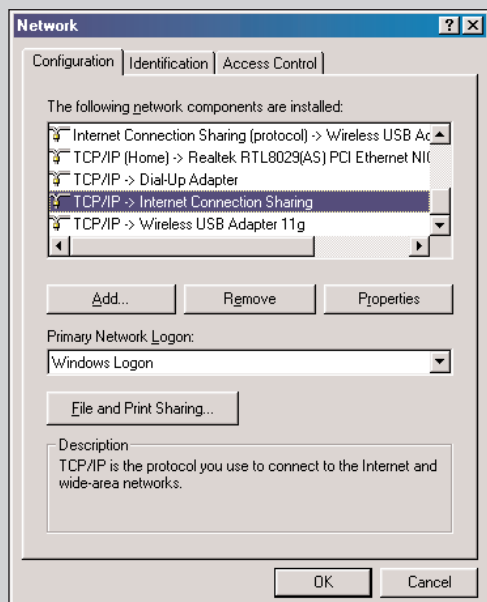 Network
Configuration
Identification
Access Control
The following network components are installed:
Internet Connection Sharing (protocol) -> Wireless USB Ac
TCP/IP (Home) -> Realtek RTL8029(AS) PCI Ethernet NI(
TCP/IP -> Dial-Up Adapter
TCP/IP -> Internet Connection Sharing
TCP/IP -> Wireless USB Adapter 11g
Add...
Remove
Properties
Primary Network Logon:
Windows Logon
File and Print Sharing...
Description
TCP/IP is the protocol you use to connect to the Internet and
wide-area networks.
OK
Cancel